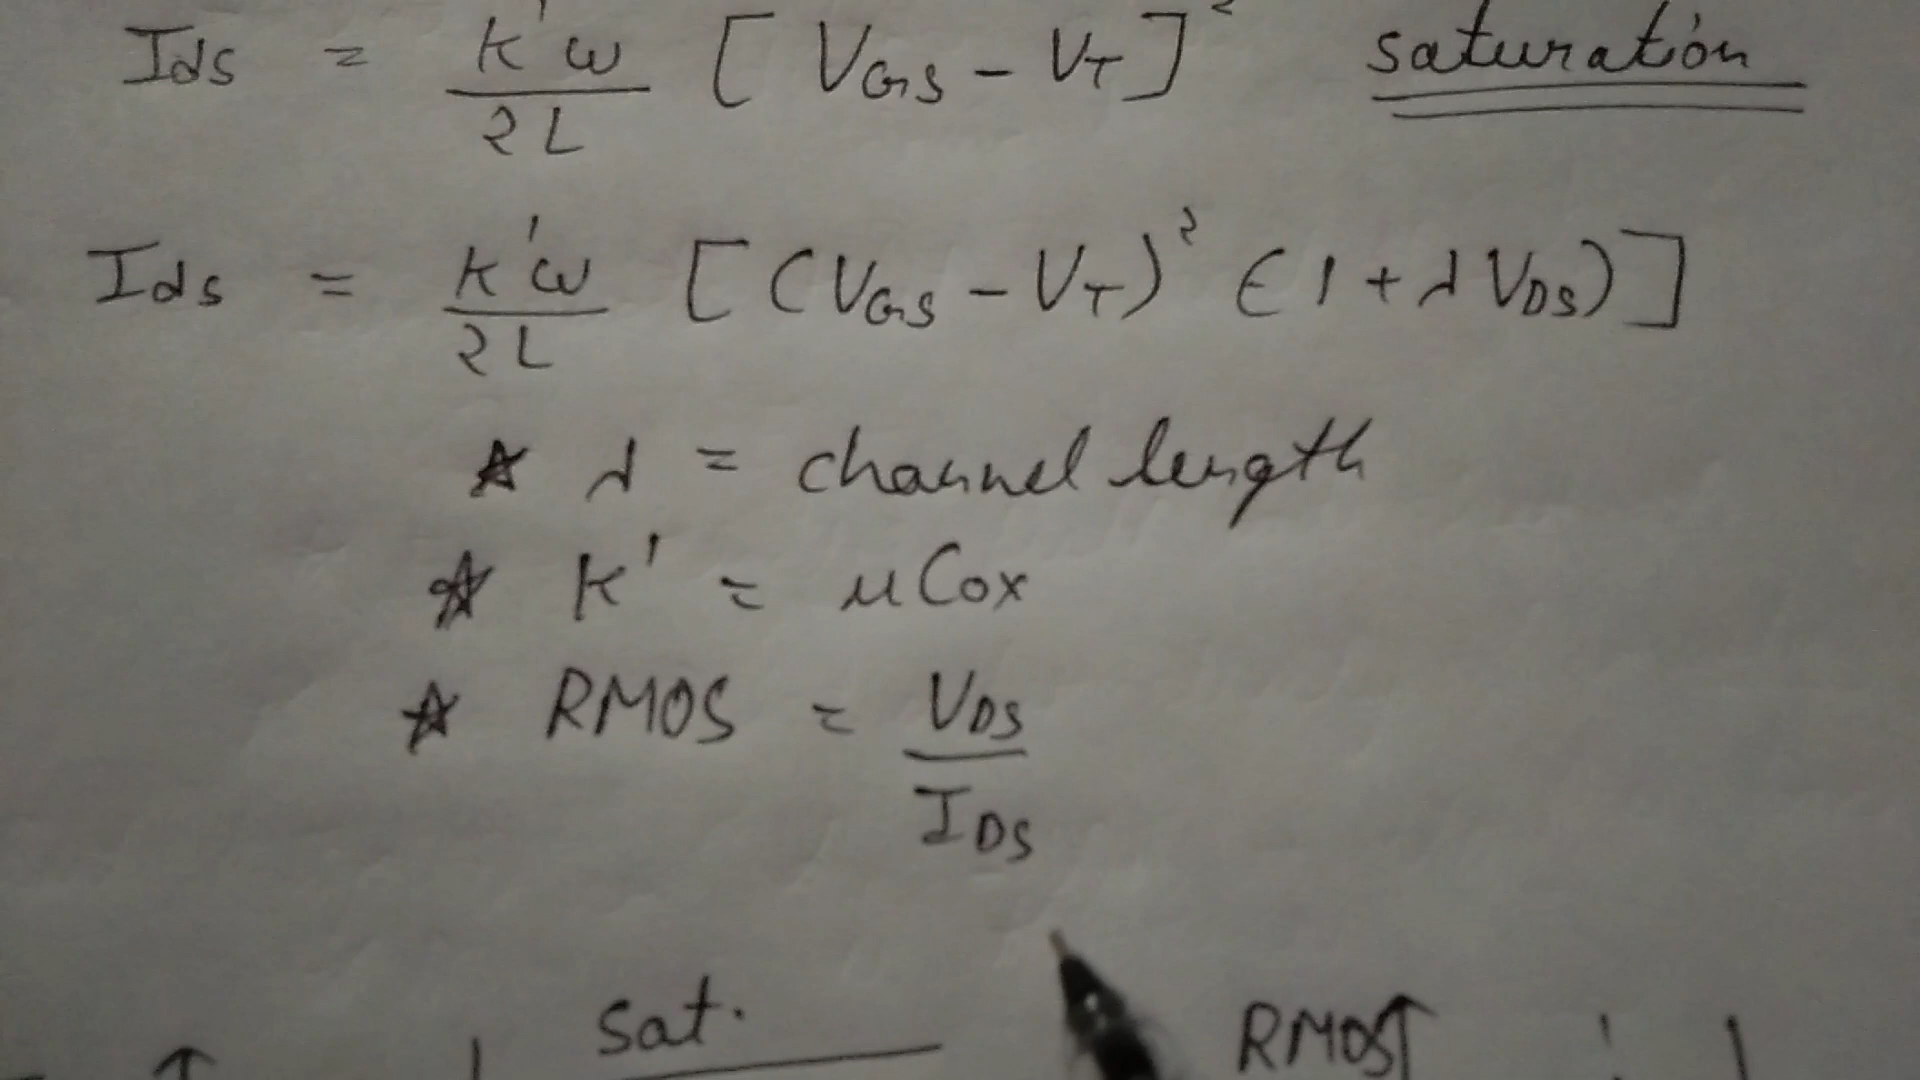 Ids = K'ω/2L [VGS - VT]² saturation
Ids = K'ω/2L [(VGS - VT)² (1 + λ VDS)]
☆ λ = channel length
☆ K' = μCox
☆ RMOS = VDS/IDS
sat.
RMOS↑